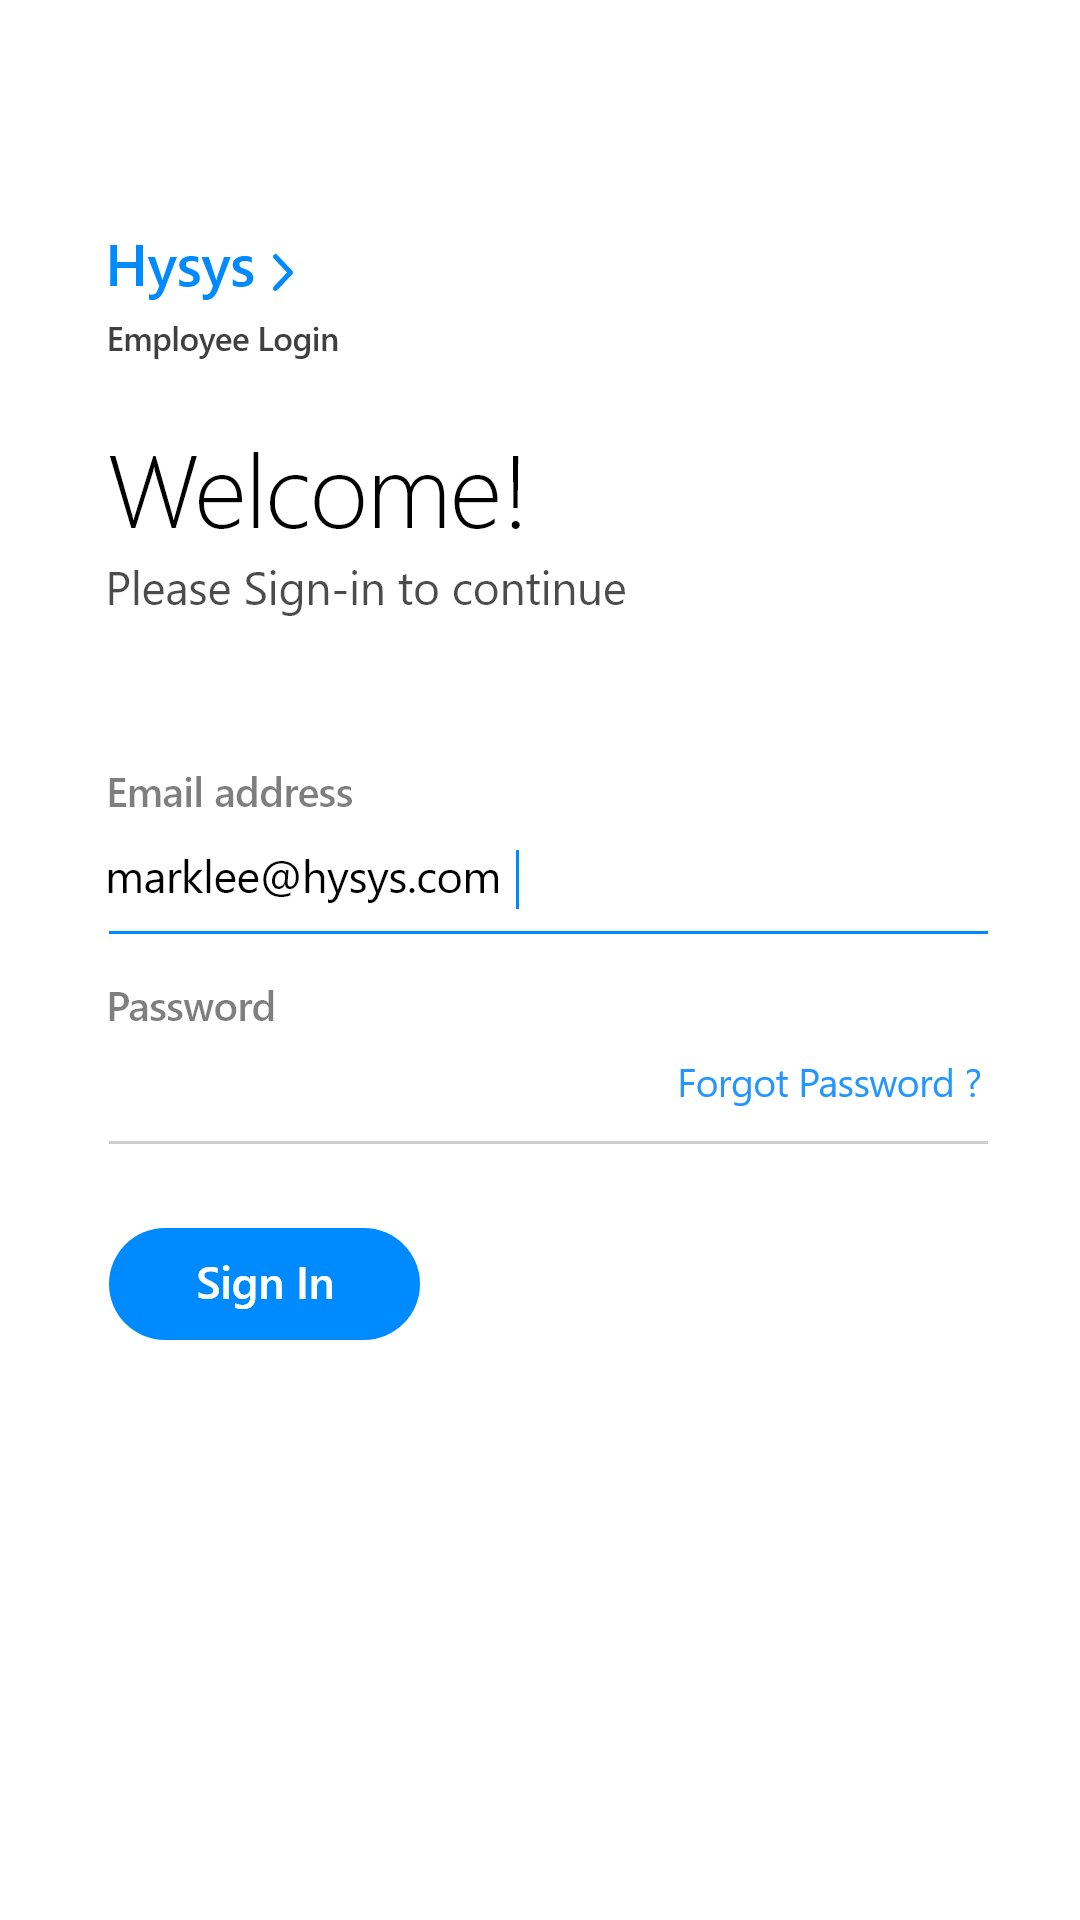 Hysys
Employee Login
Welcome!
Please Sign-in to continue
Email address
marklee@hysys.com
Password
Forgot Password ?
Sign In